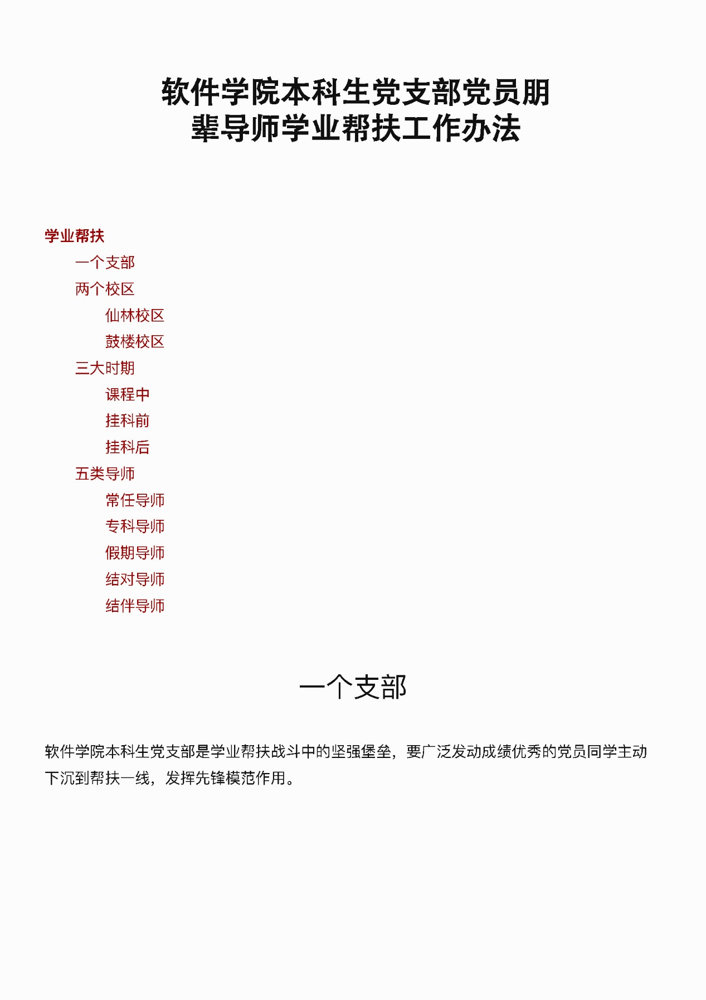 软件学院本科生党支部党员朋
辈导师学业帮扶工作办法
学业帮扶
一个支部
两个校区
仙林校区
鼓楼校区
三大时期
课程中
挂科前
挂科后
五类导师
常任导师
专科导师
假期导师
结对导师
结伴导师
一个支部
软件学院本科生党支部是学业帮扶战斗中的坚强堡垒，要广泛发动成绩优秀的党员同学主动
下沉到帮扶一线，发挥先锋模范作用。